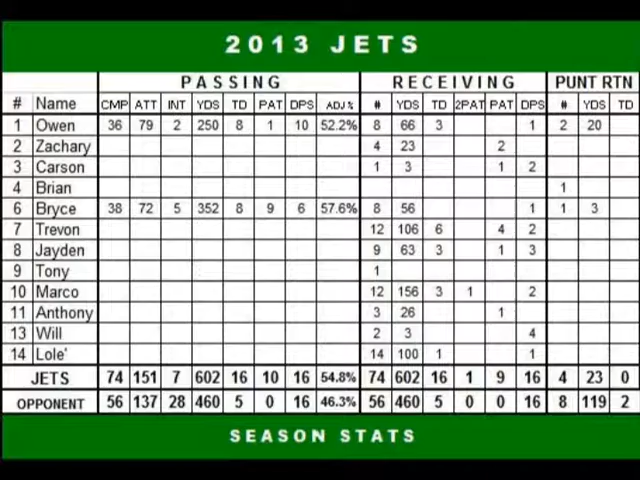 2013 JETS
PASSING RECEIVING PUNT RTN
# Name CMP ATT INT YDS TD PAT DPS ADJ% # YDS TD 2PAT PAT DPS # YDS TD
1 Owen 36 79 2 250 8 1 10 52.2% 8 66 3 1 2 20
2 Zachary 4 23 2
3 Carson 1 3 1 2
4 Brian 1
6 Bryce 38 72 5 352 8 9 6 57.6% 8 56 1 1 3
7 Trevon 12 106 6 4 2
8 Jayden 9 63 3 1 3
9 Tony 1
10 Marco 12 156 3 1 2
11 Anthony 3 26 1
13 Will 2 3 4
14 Lole' 14 100 1 1
JETS 74 151 7 602 16 10 16 54.8% 74 602 16 1 9 16 4 23 0
OPPONENT 56 137 28 460 5 0 16 46.3% 56 460 5 0 0 16 8 119 2
SEASON STATS